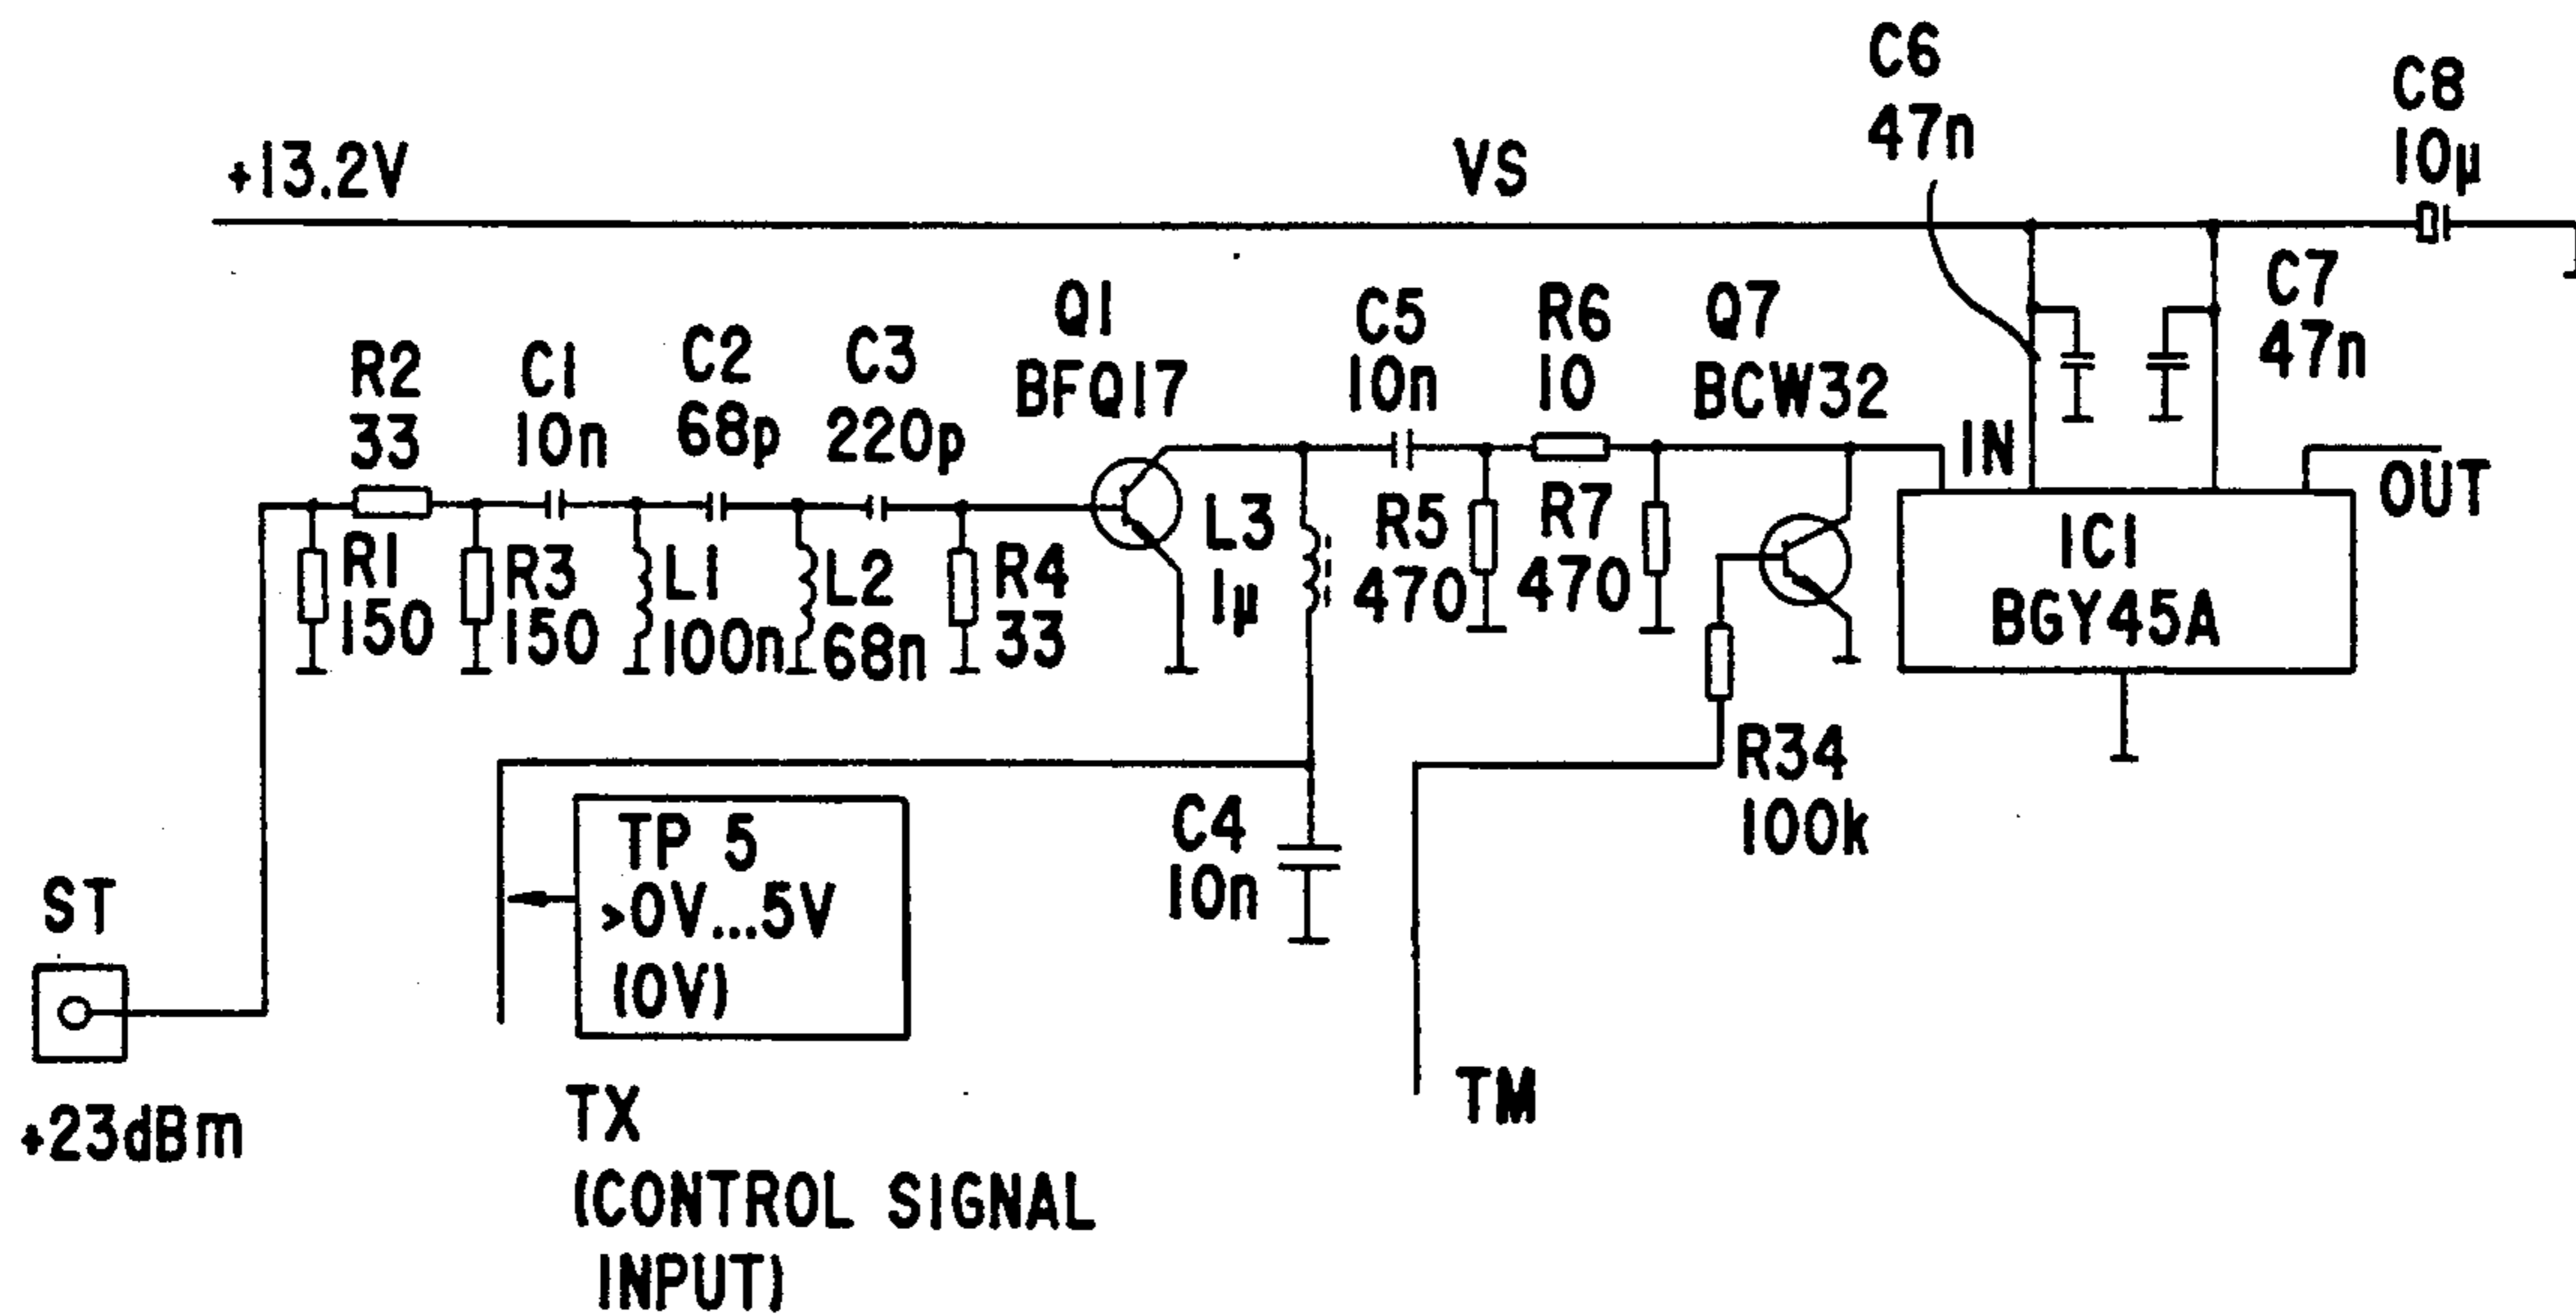 +13.2V
VS
C6
47n
C8
10µ
R2
33
C1
10n
C2
68p
C3
220p
Q1
BFQ17
C5
10n
R6
10
Q7
BCW32
C7
47n
IN
OUT
R1
150
R3
150
L1
100n
L2
68n
R4
33
L3
1µ
R5
470
R7
470
IC1
BGY45A
R34
100k
C4
10n
TP 5
>0V...5V
(0V)
ST
+23dBm
TX
(CONTROL SIGNAL
INPUT)
TM